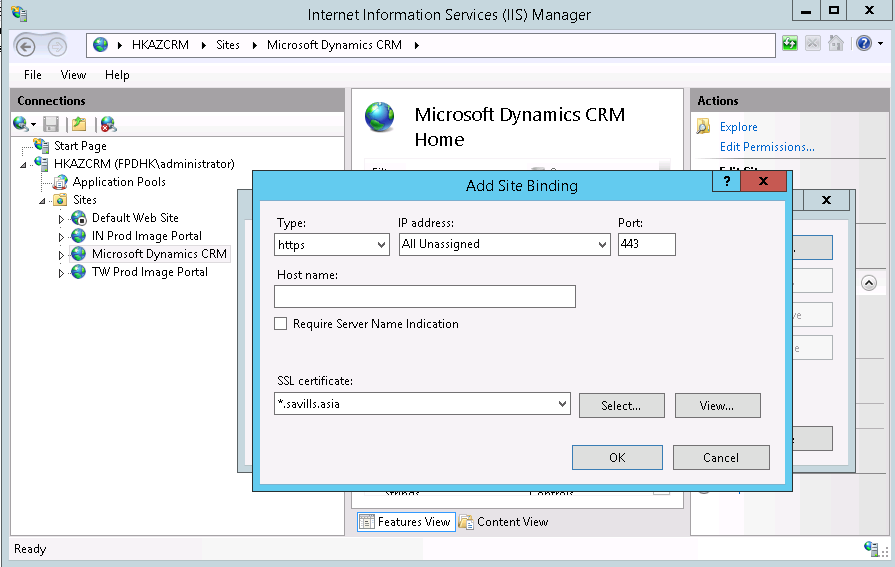 Internet Information Services (IIS) Manager
HKAZCRM Sites Microsoft Dynamics CRM
File View Help
Connections
Start Page
HKAZCRM (FPDHK\administrator)
Application Pools
Sites
Default Web Site
IN Prod Image Portal
Microsoft Dynamics CRM
TW Prod Image Portal
Microsoft Dynamics CRM
Home
Actions
Explore
Edit Permissions...
Add Site Binding
? X
X
Type: IP address: Port:
https All Unassigned 443
Host name:
Require Server Name Indication
SSL certificate:
*.savills.asia Select... View...
OK Cancel
Features View Content View
Ready